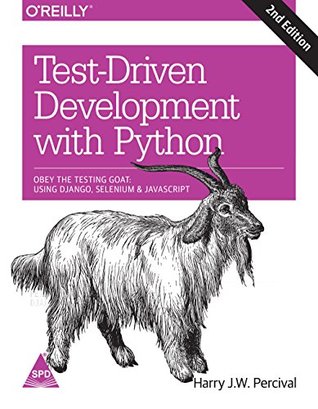 O'REILLY®
2nd Edition
Test-Driven
Development
with Python
OBEY THE TESTING GOAT:
USING DJANGO, SELENIUM & JAVASCRIPT
SPD
Harry J.W. Percival